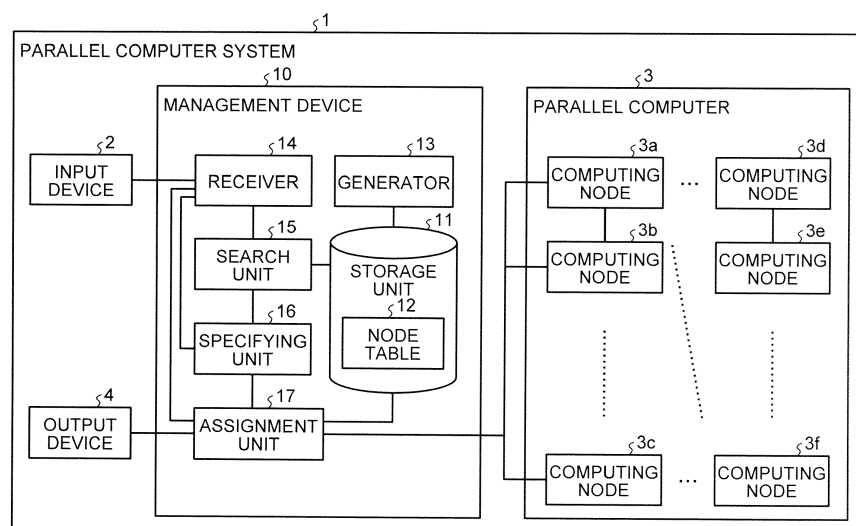 1
PARALLEL COMPUTER SYSTEM
10
MANAGEMENT DEVICE
3
PARALLEL COMPUTER
2
INPUT
DEVICE
14
RECEIVER
13
GENERATOR
3a
COMPUTING
NODE
...
3d
COMPUTING
NODE
15
SEARCH
UNIT
11
STORAGE
UNIT
3b
COMPUTING
NODE
3e
COMPUTING
NODE
16
SPECIFYING
UNIT
12
NODE
TABLE
4
OUTPUT
DEVICE
17
ASSIGNMENT
UNIT
3c
COMPUTING
NODE
...
3f
COMPUTING
NODE